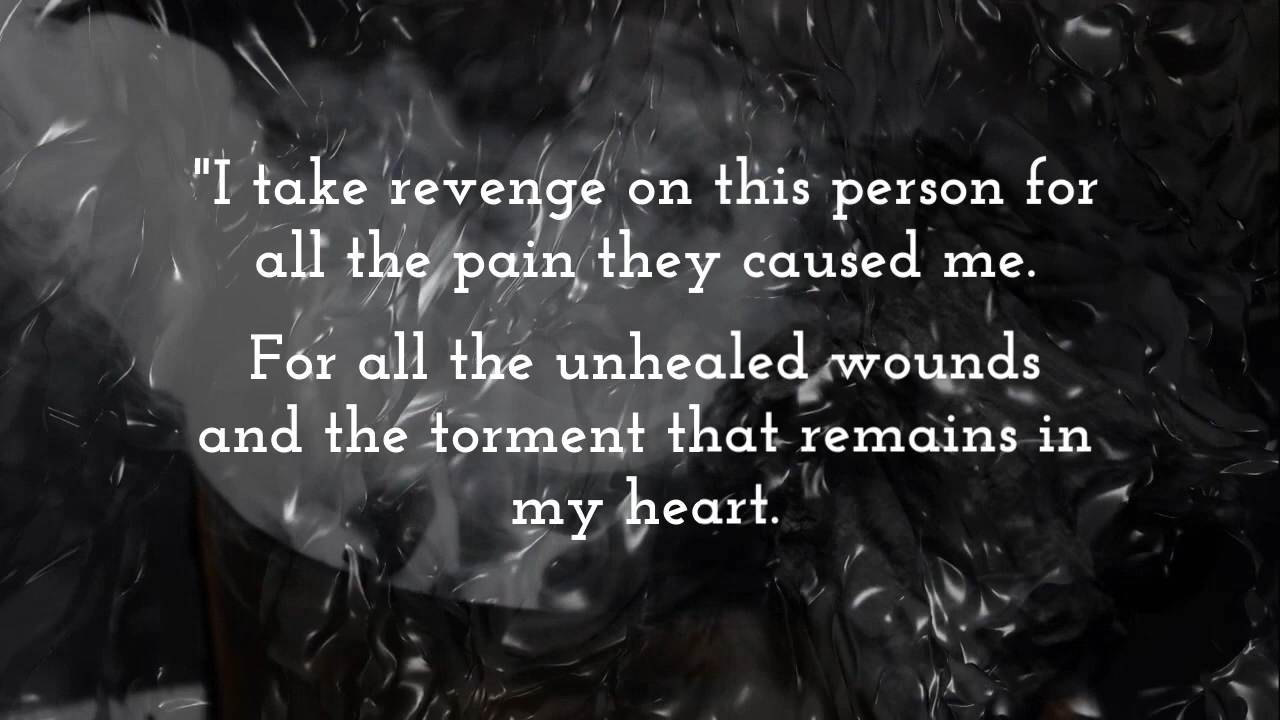 "I take revenge on this person for
all the pain they caused me.
For all the unhealed wounds
and the torment that remains in
my heart.